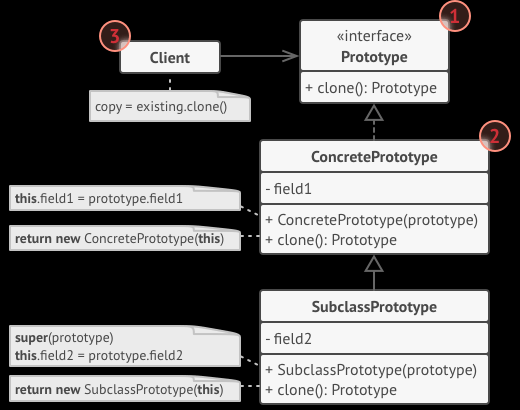 1
3
«interface»
Prototype
Client
+ clone(): Prototype
copy = existing.clone()
2
ConcretePrototype
- field1
this.field1 = prototype.field1
+ ConcretePrototype(prototype)
return new ConcretePrototype(this)
+ clone(): Prototype
SubclassPrototype
- field2
super(prototype)
this.field2 = prototype.field2
+ SubclassPrototype(prototype)
return new SubclassPrototype(this)
+ clone(): Prototype